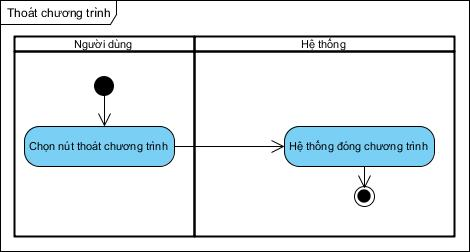 Thoát chương trình
Người dùng
Hệ thống
Chọn nút thoát chương trình
Hệ thống đóng chương trình